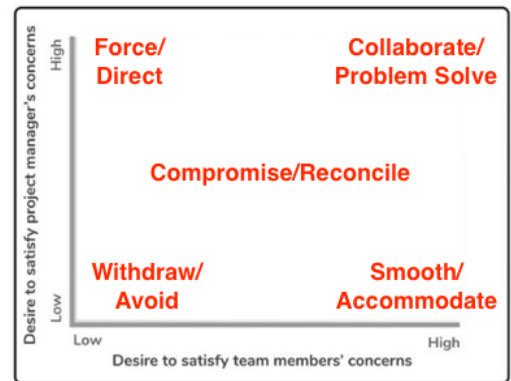 Desire to satisfy project manager's concerns
High
Low
Force/
Direct
Collaborate/
Problem Solve
Compromise/Reconcile
Withdraw/
Avoid
Smooth/
Accommodate
Low
High
Desire to satisfy team members' concerns